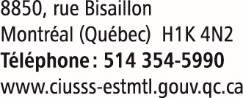 8850, rue Bisaillon
Montréal (Québec)  H1K 4N2
Téléphone : 514 354-5990
www.ciusss-estmtl.gouv.qc.ca